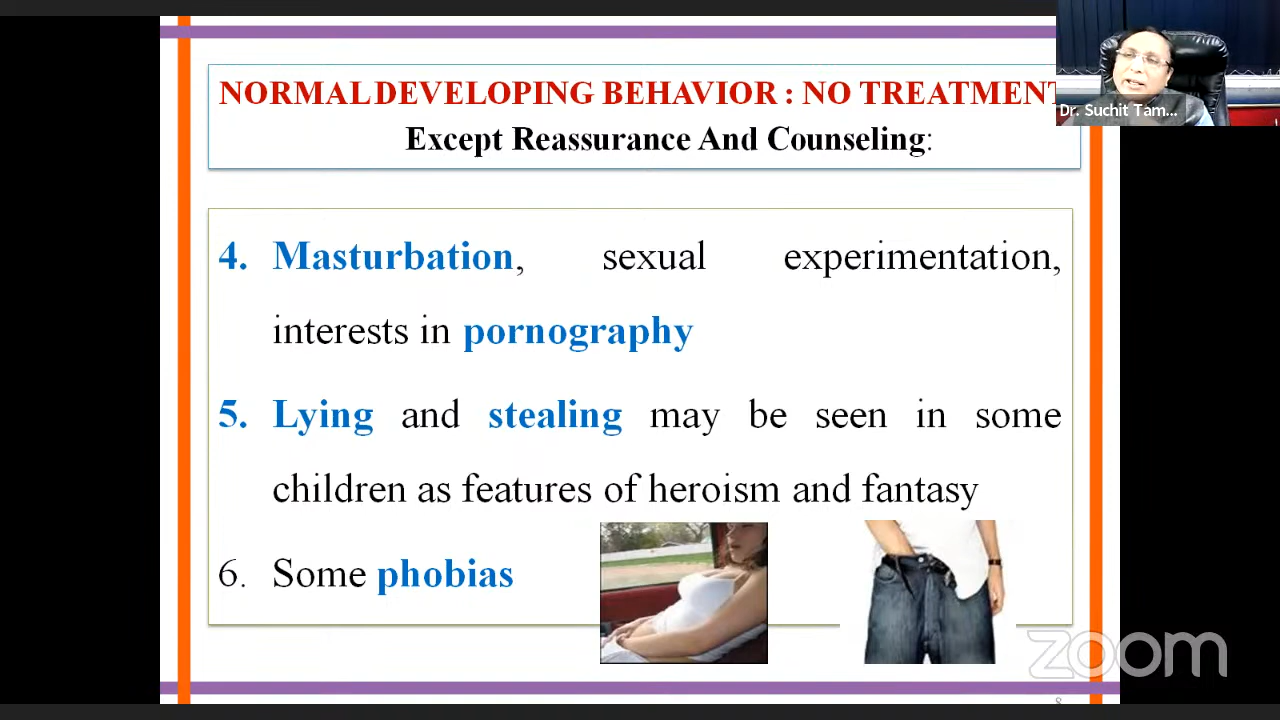 NORMAL DEVELOPING BEHAVIOR : NO TREATMENT
Except Reassurance And Counseling:
Dr. Suchit Tam...
4. Masturbation, sexual experimentation,
interests in pornography
5. Lying and stealing may be seen in some
children as features of heroism and fantasy
6. Some phobias
zoom
8